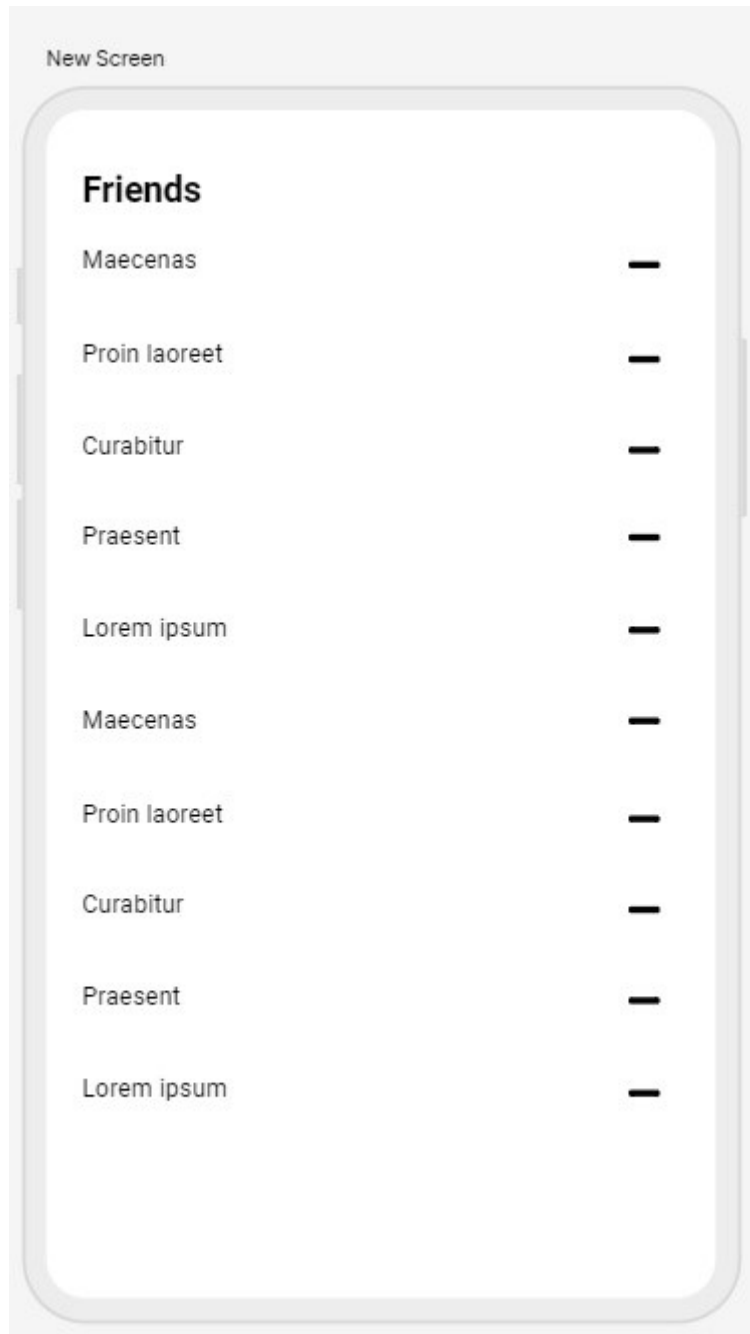 New Screen
Friends
Maecenas
Proin laoreet
Curabitur
Praesent
Lorem ipsum
Maecenas
Proin laoreet
Curabitur
Praesent
Lorem ipsum